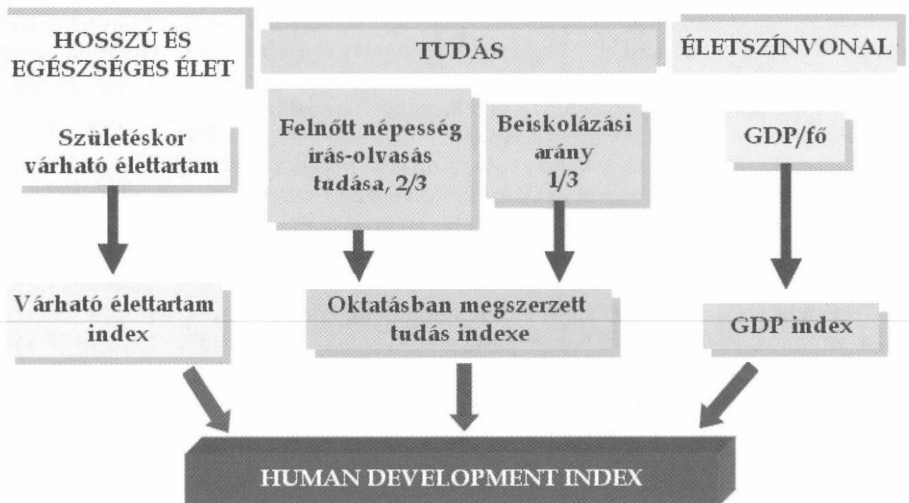 HOSSZÚ ÉS
EGÉSZSÉGES ÉLET
TUDÁS
ÉLETSZÍNVONAL
Születéskor
várható élettartam
Felnőtt népesség
írás-olvasás
tudása, 2/3
Beiskolázási
arány
1/3
GDP/fő
Várható élettartam
index
Oktatásban megszerzett
tudás indexe
GDP index
HUMAN DEVELOPMENT INDEX